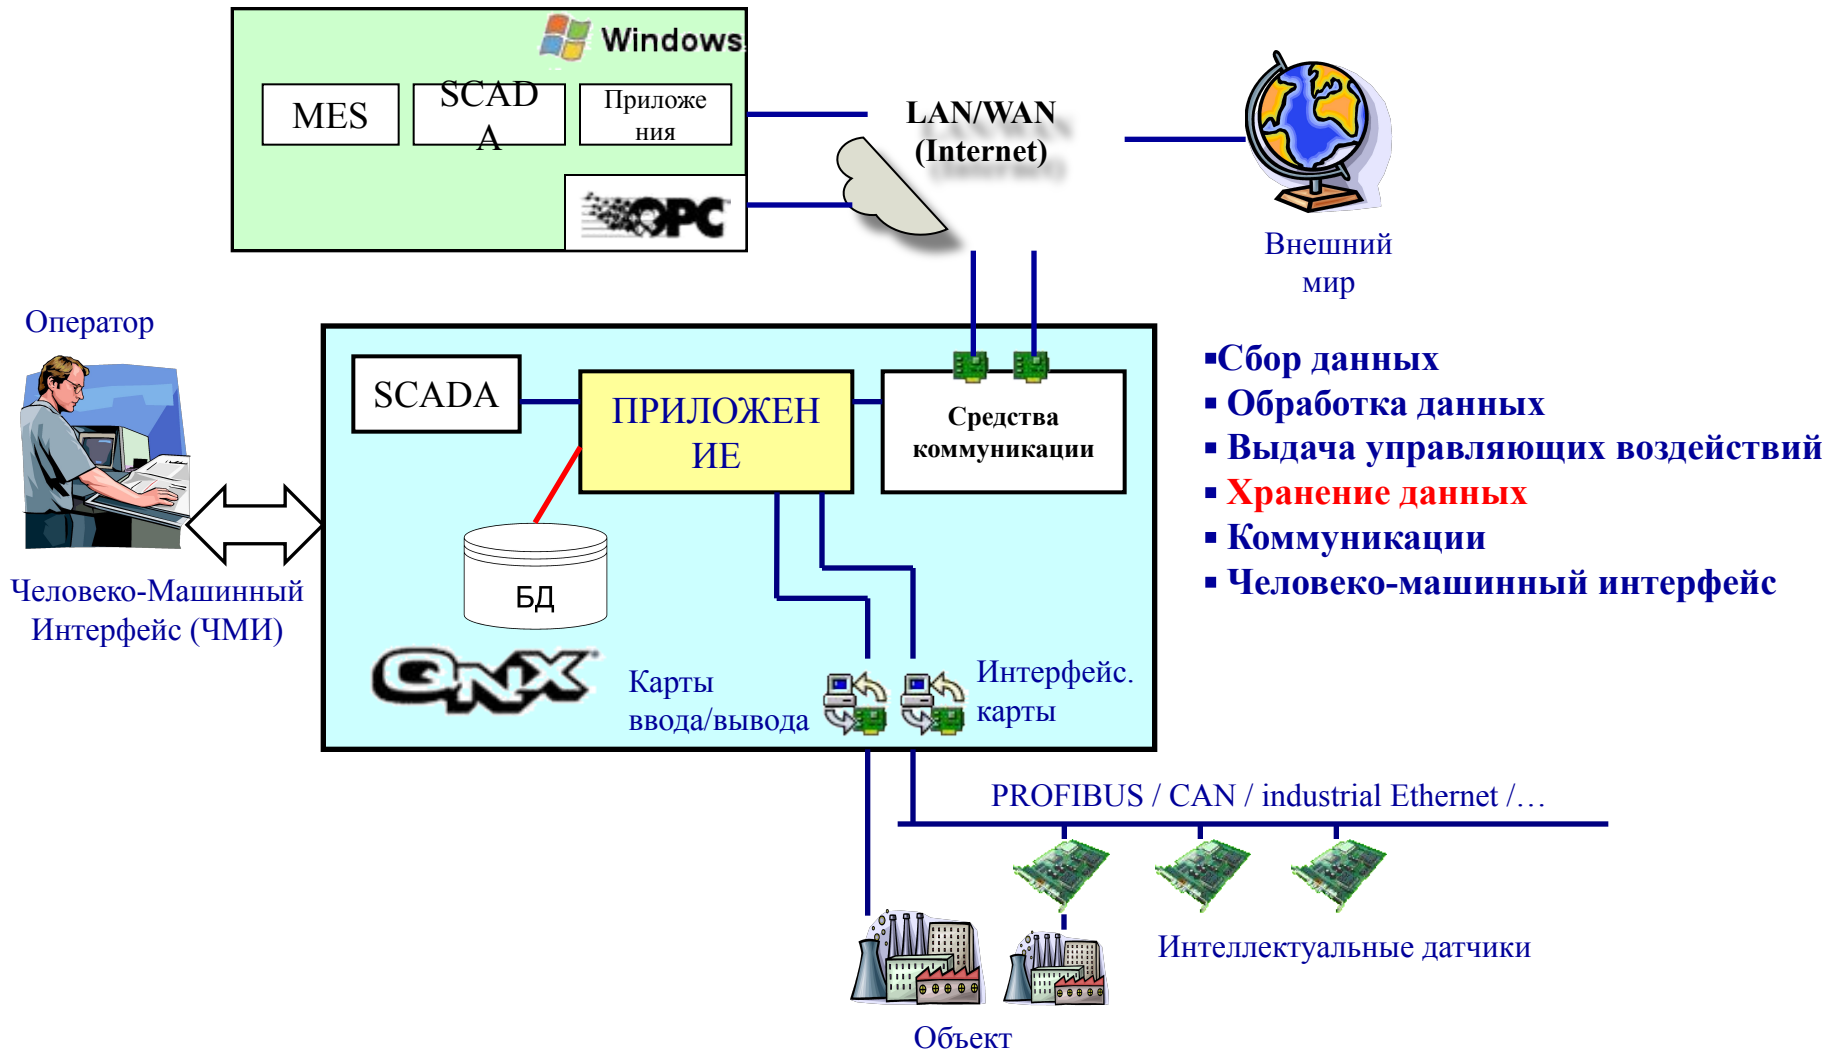 Windows
MES
SCAD
A
Приложе
ния
OPC
LAN/WAN
(Internet)
Внешний
мир
Оператор
Человеко-Машинный
Интерфейс (ЧМИ)
SCADA
ПРИЛОЖЕН
ИЕ
Средства
коммуникации
БД
QNX
Карты
ввода/вывода
Интерфейс.
карты
▪Сбор данных
▪ Обработка данных
▪ Выдача управляющих воздействий
▪ Хранение данных
▪ Коммуникации
▪ Человеко-машинный интерфейс
PROFIBUS / CAN / industrial Ethernet /…
Интеллектуальные датчики
Объект